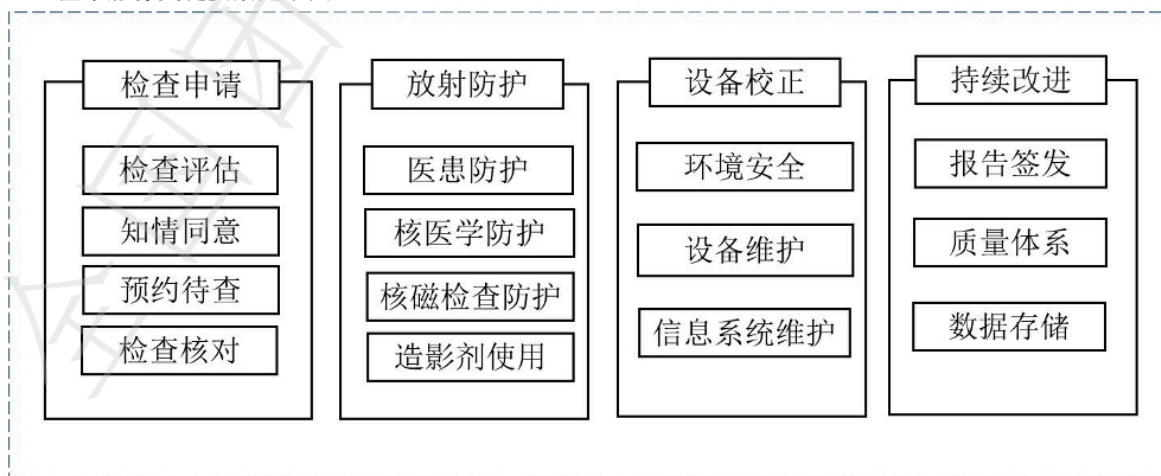 检查申请
检查评估
知情同意
预约待查
检查核对
放射防护
医患防护
核医学防护
核磁检查防护
造影剂使用
设备校正
环境安全
设备维护
信息系统维护
持续改进
报告签发
质量体系
数据存储